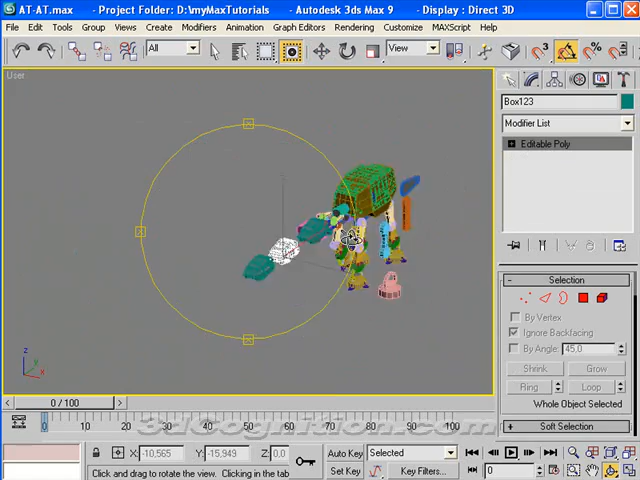 AT-AT.max - Project Folder: D:\myMaxTutorials - Autodesk 3ds Max 9 - Display : Direct 3D
File Edit Tools Group Views Create Modifiers Animation Graph Editors Rendering Customize MAXScript Help
All View
User
Box123
Modifier List
Editable Poly
Selection
By Vertex
Ignore Backfacing
By Angle: 45,0
Shrink Grow
Ring Loop
Whole Object Selected
Soft Selection
z
y
x
0 / 100
0 10 20 30 40 50 60 70 80 90 100
3dCognition.com
X: -10,565 Y: -15,949 Z: 0,0 Auto Key Selected
Click and drag to rotate the view. Clicking in the tab Set Key Key Filters... 0